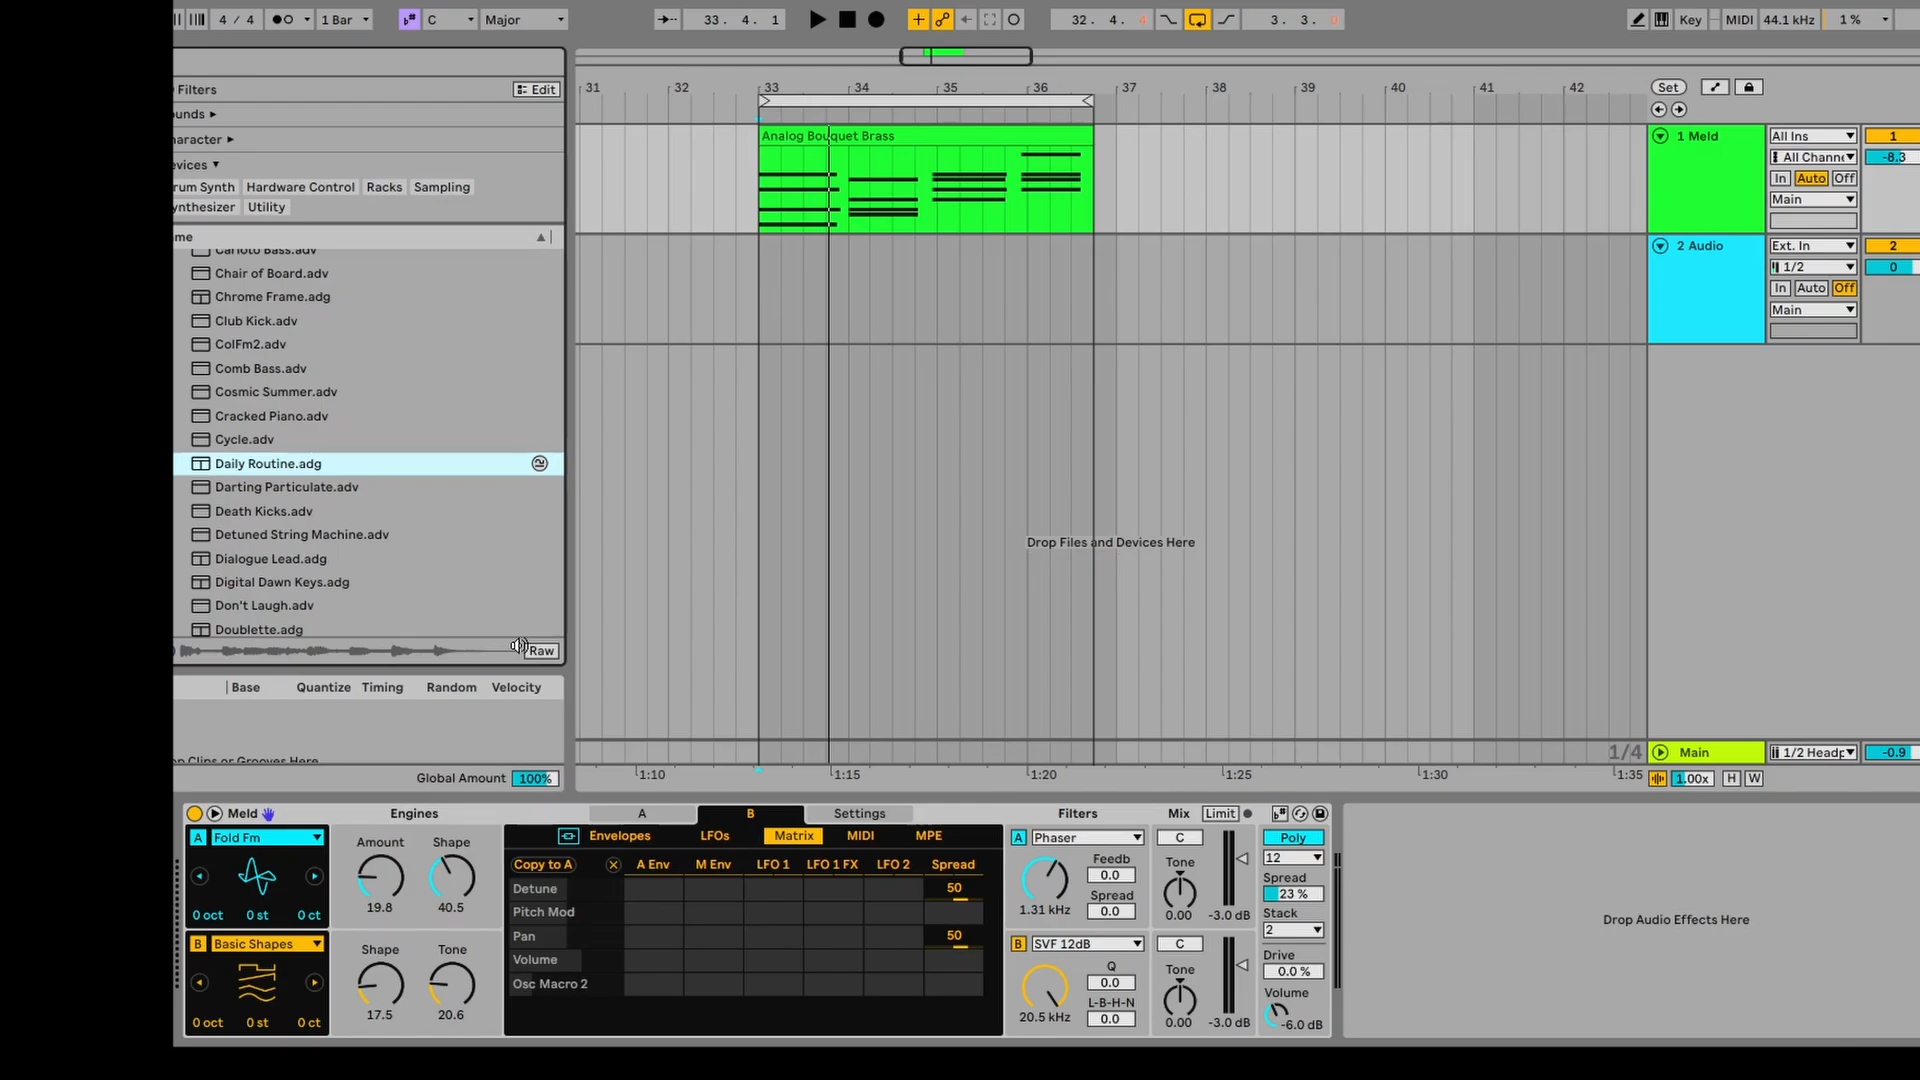 4 / 4 1 Bar C Major 33. 4. 1 32. 4. 4 3. 3. 0 Key MIDI 44.1 kHz 1 %
Filters Edit
unds
haracter
evices
rum Synth Hardware Control Racks Sampling
ynthesizer Utility
me
Carioto Bass.adv
Chair of Board.adv
Chrome Frame.adg
Club Kick.adv
ColFm2.adv
Comb Bass.adv
Cosmic Summer.adv
Cracked Piano.adv
Cycle.adv
Daily Routine.adg
Darting Particulate.adv
Death Kicks.adv
Detuned String Machine.adv
Dialogue Lead.adg
Digital Dawn Keys.adg
Don't Laugh.adv
Doublette.adg
Raw
Base Quantize Timing Random Velocity
op Clips or Grooves Here
Global Amount 100%
31 32 33 34 35 36 37 38 39 40 41 42
Analog Bouquet Brass
Drop Files and Devices Here
1/4
1:10 1:15 1:20 1:25 1:30 1:35
Set
1 Meld All Ins 1
All Channe -8.3
In Auto Off
Main
2 Audio Ext. In 2
1/2 0
In Auto Off
Main
Main 1/2 Headp -0.9
1.00x H W
Meld Engines A B Settings Filters Mix Limit
A Fold Fm
0 oct 0 st 0 ct
B Basic Shapes
0 oct 0 st 0 ct
Amount Shape
19.8 40.5
Shape Tone
17.5 20.6
Envelopes LFOs Matrix MIDI MPE
Copy to A A Env M Env LFO 1 LFO 1 FX LFO 2 Spread
Detune 50
Pitch Mod
Pan 50
Volume
Osc Macro 2
A Phaser
Feedb
0.0
Spread
1.31 kHz 0.0
B SVF 12dB
Q
0.0
L-B-H-N
20.5 kHz 0.0
C
Tone
0.00 -3.0 dB
C
Tone
0.00 -3.0 dB
Poly
12
Spread
23 %
Stack
2
Drive
0.0 %
Volume
-6.0 dB
Drop Audio Effects Here